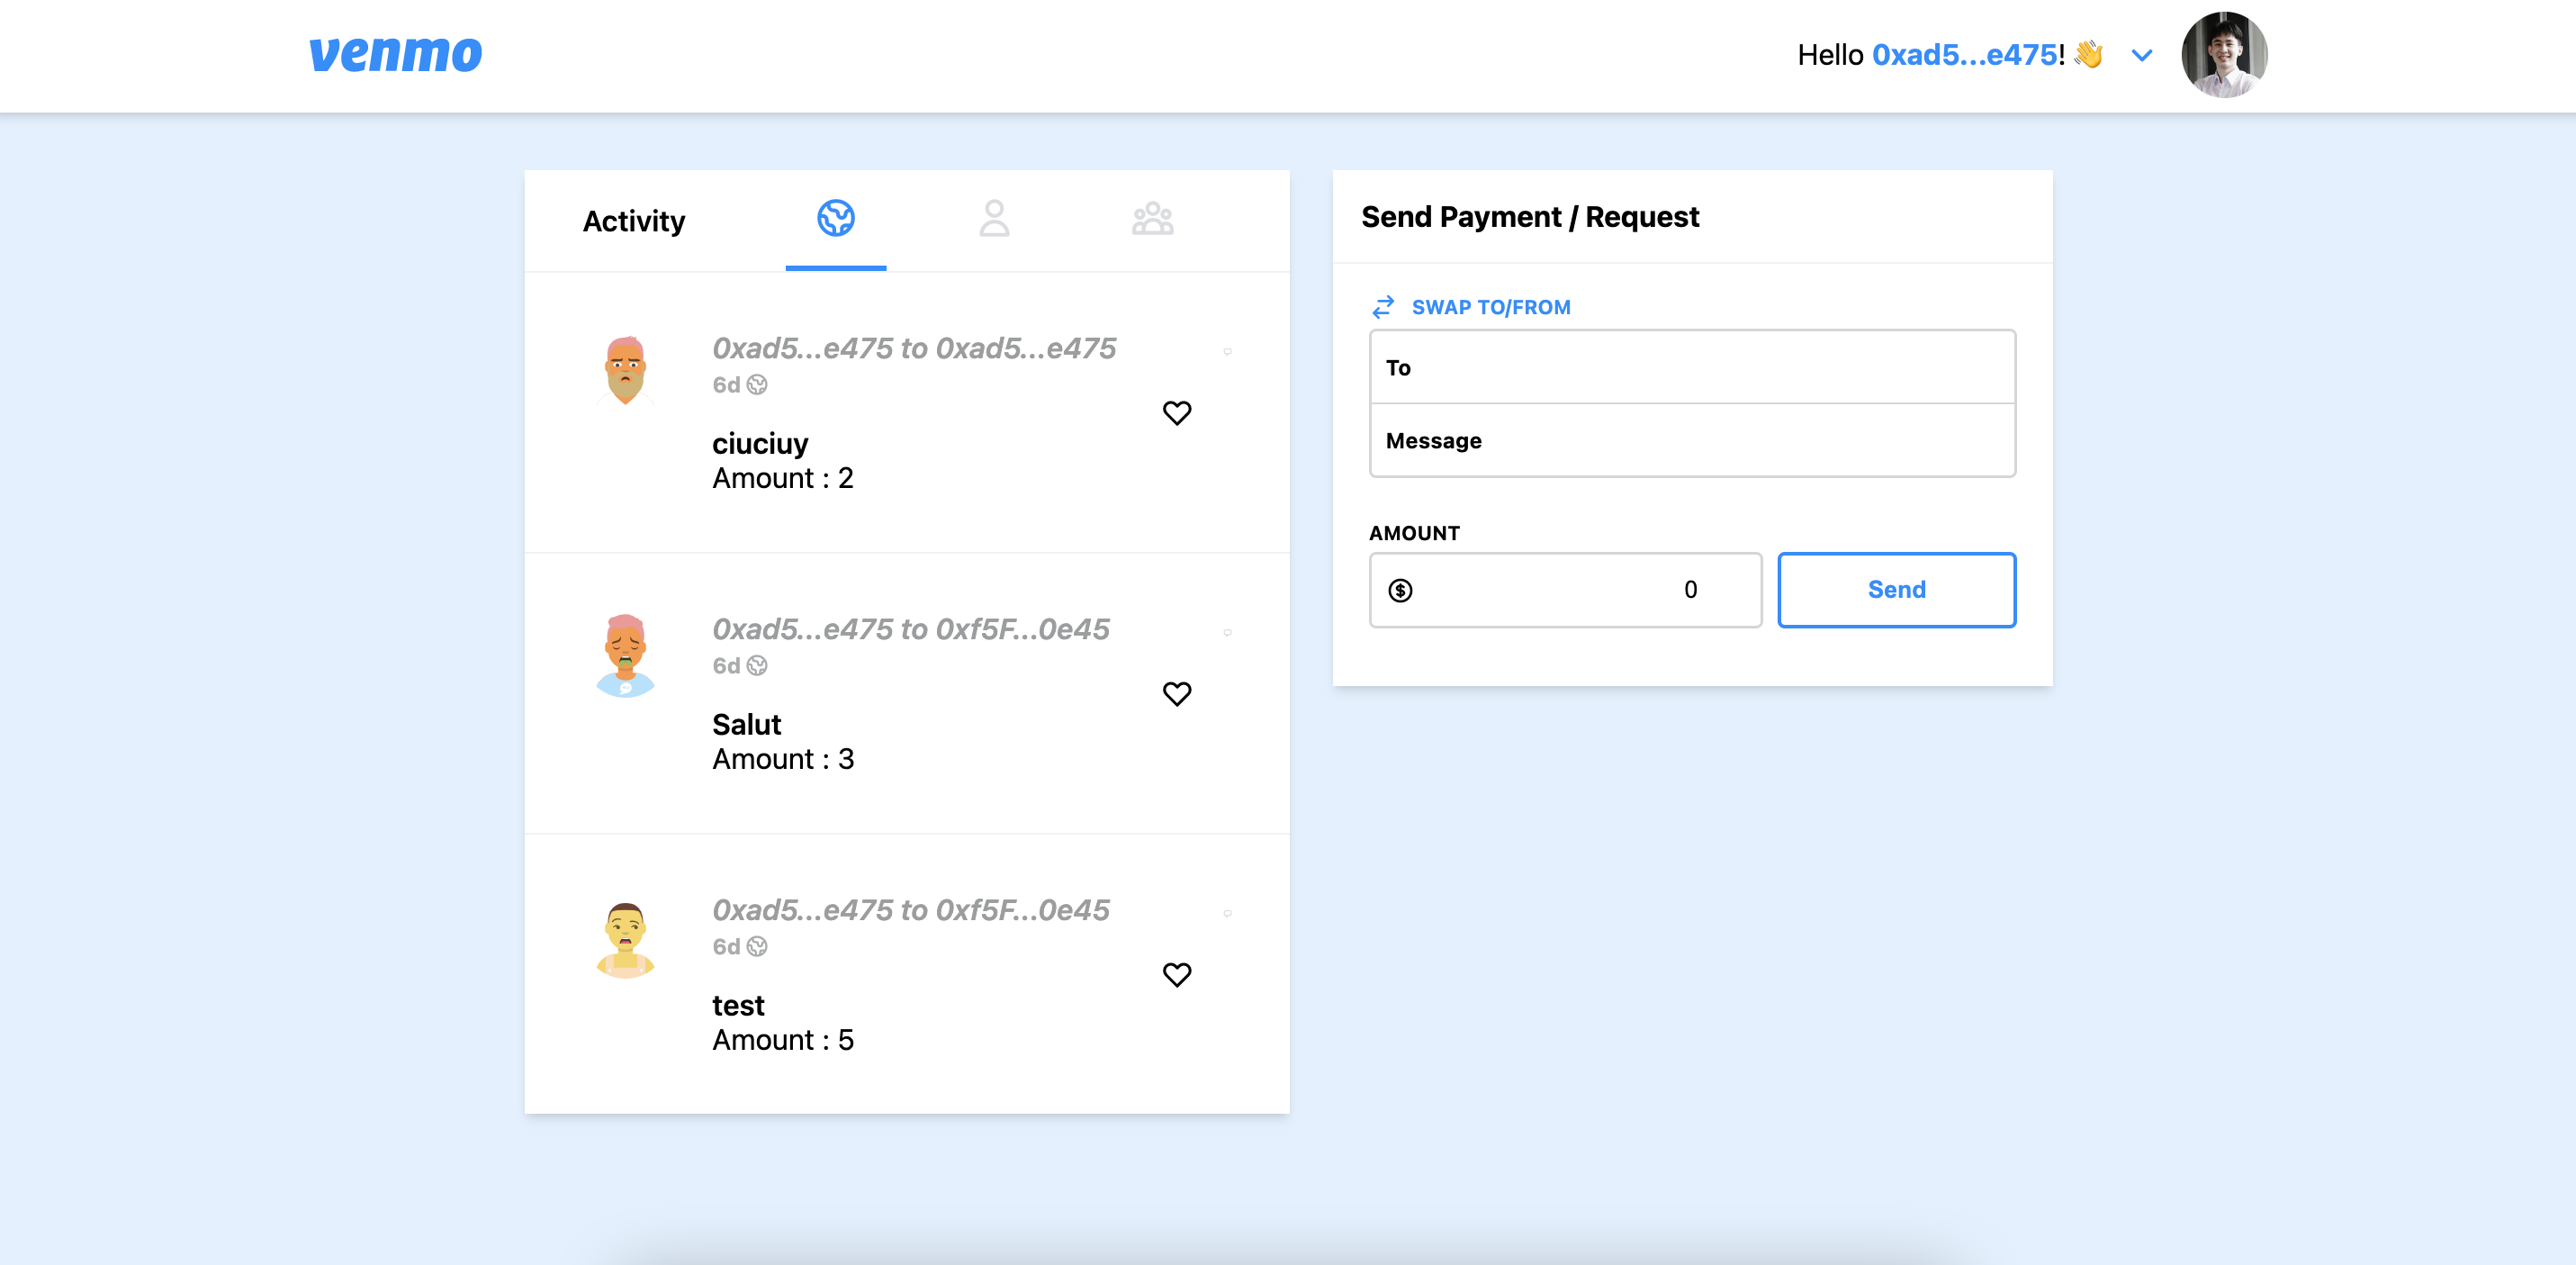 venmo
Hello 0xad5...e475! 👋
Activity
0xad5...e475 to 0xad5...e475
6d
ciuciuy
Amount : 2
0xad5...e475 to 0xf5F...0e45
6d
Salut
Amount : 3
0xad5...e475 to 0xf5F...0e45
6d
test
Amount : 5
Send Payment / Request
SWAP TO/FROM
To
Message
AMOUNT
$ 0
Send